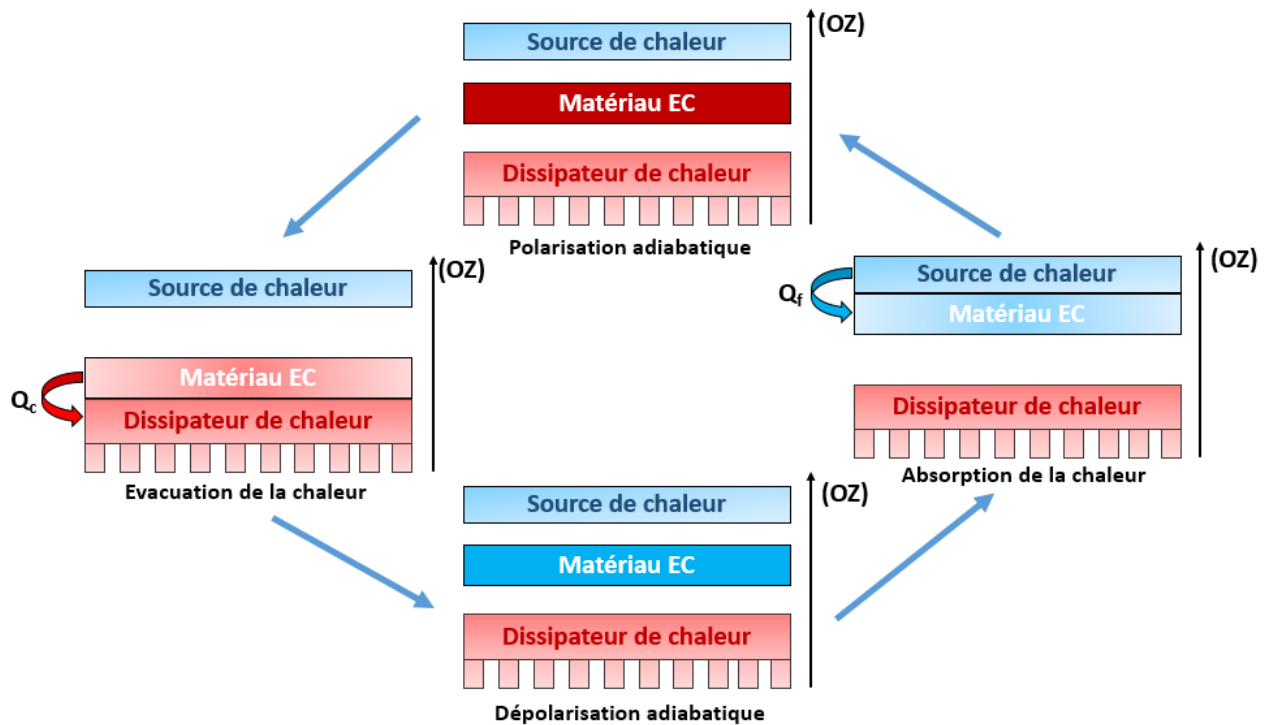 (OZ)
Source de chaleur
Matériau EC
Dissipateur de chaleur
Polarisation adiabatique
(OZ)
Source de chaleur
Matériau EC
Qc
Dissipateur de chaleur
Evacuation de la chaleur
(OZ)
Source de chaleur
Qf
Matériau EC
Dissipateur de chaleur
Absorption de la chaleur
(OZ)
Source de chaleur
Matériau EC
Dissipateur de chaleur
Dépolarisation adiabatique